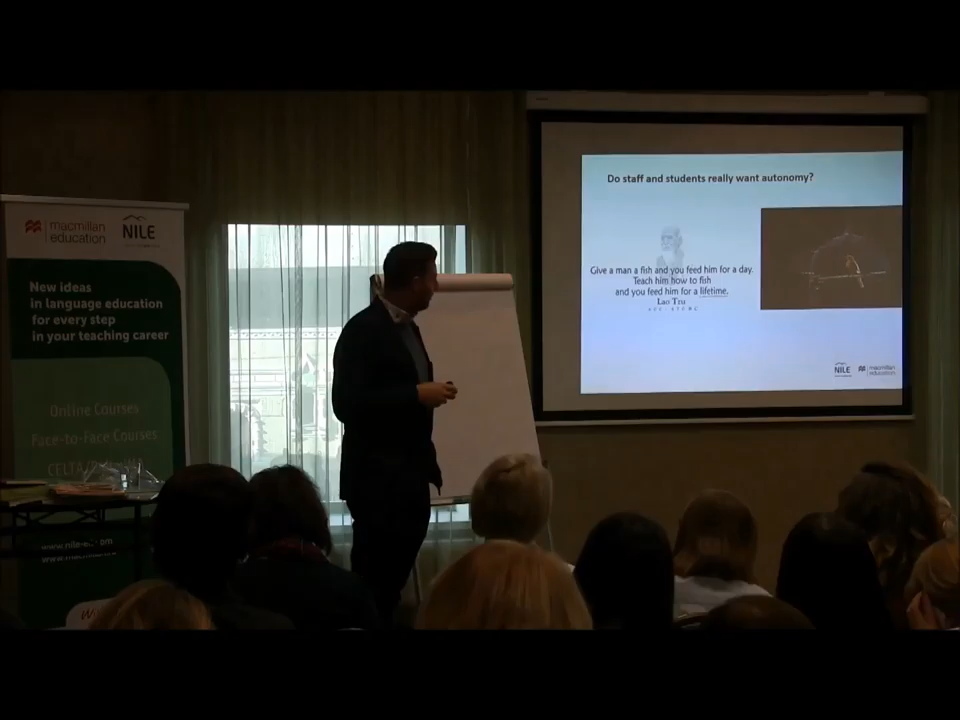 macmillan
education
NILE
New ideas
in language education
for every step
in your teaching career
Online Courses
Face-to-Face Courses
CELTA/
Do staff and students really want autonomy?
Give a man a fish and you feed him for a day.
Teach him how to fish
and you feed him for a lifetime.
Lao Tzu
NILE
macmillan
education